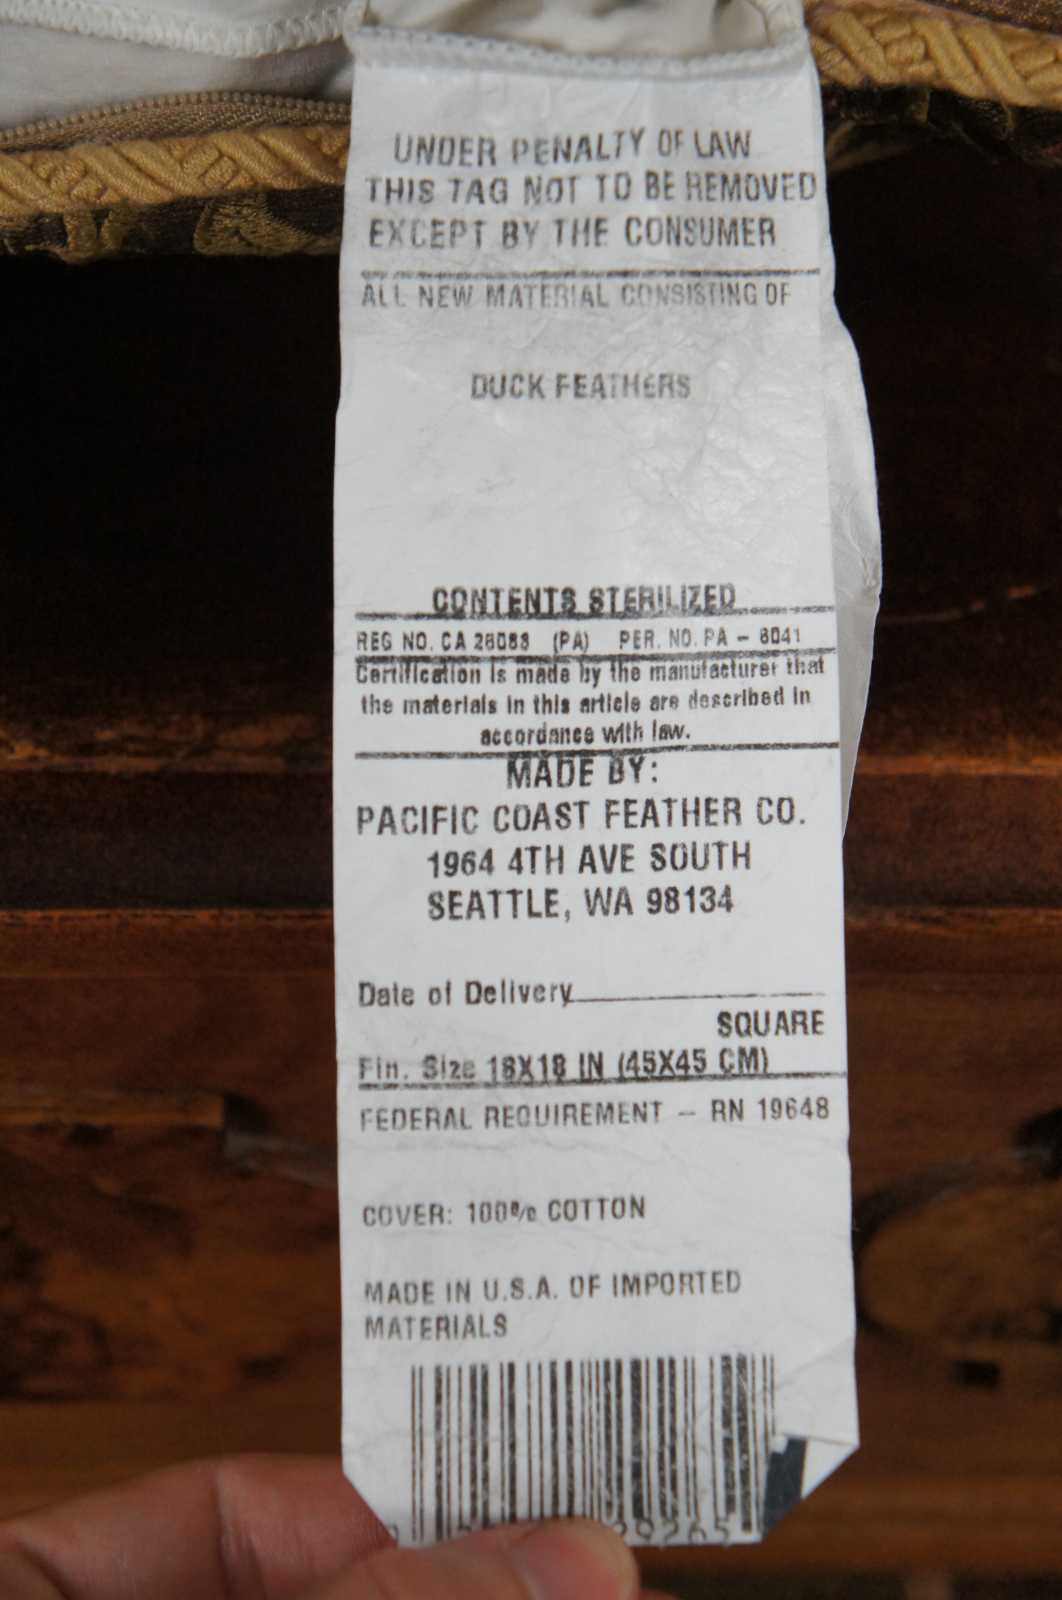 UNDER PENALTY OF LAW
THIS TAG NOT TO BE REMOVED
EXCEPT BY THE CONSUMER
ALL NEW MATERIAL CONSISTING OF
DUCK FEATHERS
CONTENTS STERILIZED
REG NO. CA 26083 (PA) PER. NO. PA – 6041
Certification is made by the manufacturer that
the materials in this article are described in
accordance with law.
MADE BY:
PACIFIC COAST FEATHER CO.
1964 4TH AVE SOUTH
SEATTLE, WA 98134
Date of Delivery
SQUARE
Fin. Size 18X18 IN (45X45 CM)
FEDERAL REQUIREMENT – RN 19648
COVER: 100% COTTON
MADE IN U.S.A. OF IMPORTED
MATERIALS